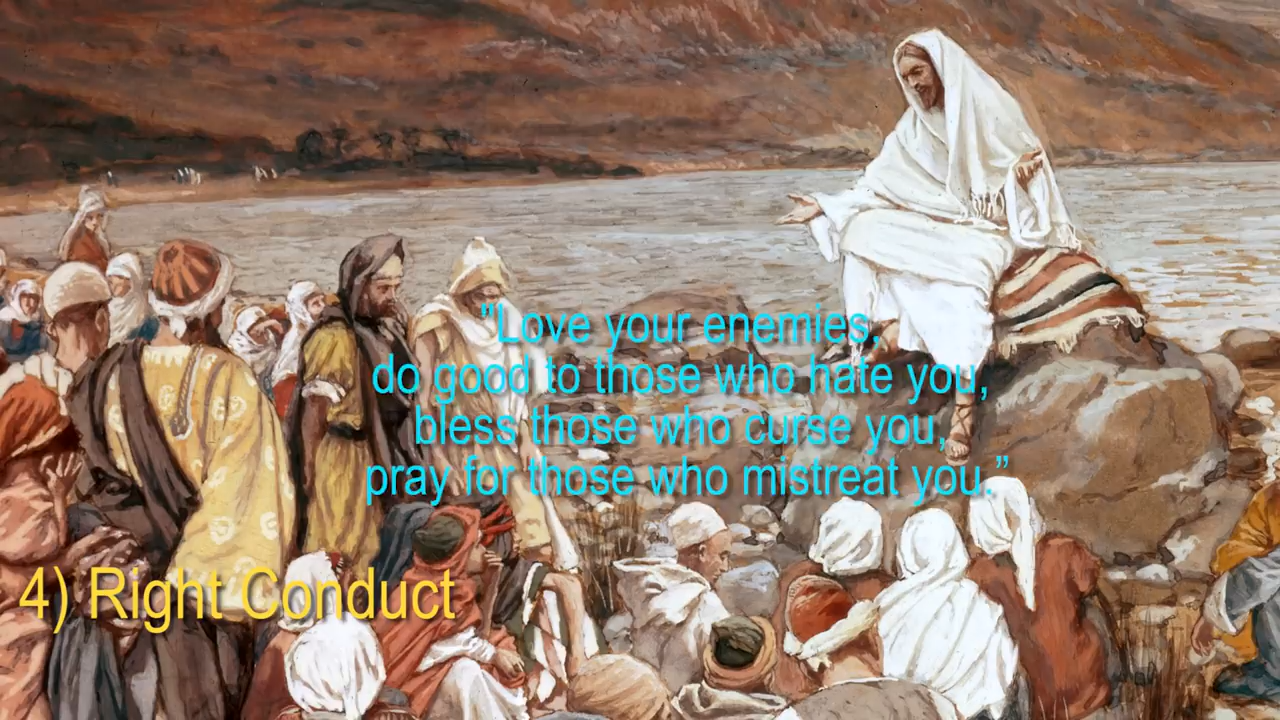 "Love your enemies,
do good to those who hate you,
bless those who curse you,
pray for those who mistreat you.”
4) Right Conduct